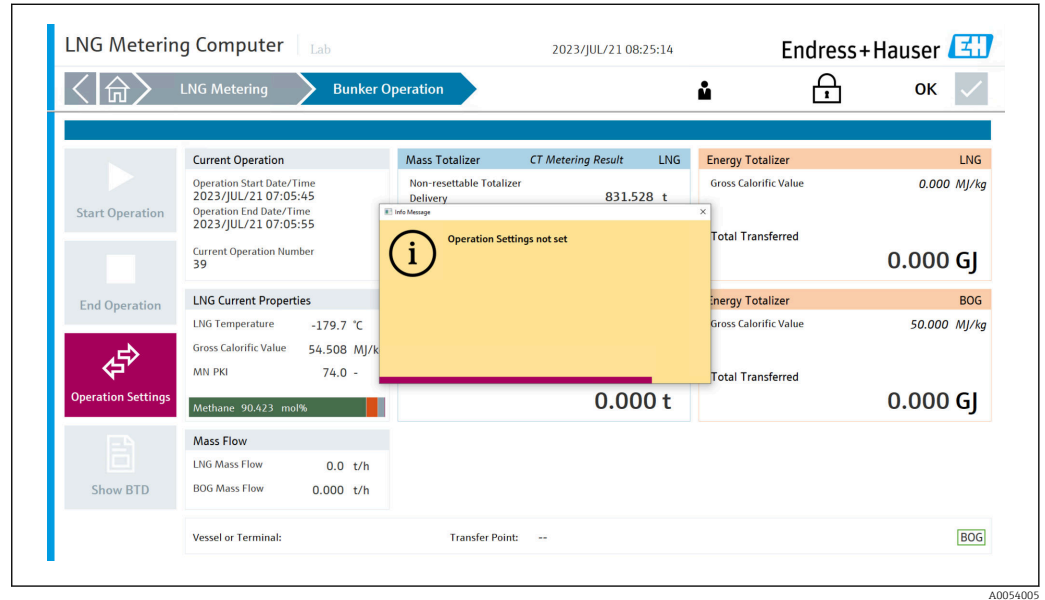 LNG Metering Computer
Lab
2023/JUL/21 08:25:14
Endress+Hauser EH
LNG Metering
Bunker Operation
OK
Start Operation
End Operation
Operation Settings
Show BTD
Current Operation
Operation Start Date/Time
2023/JUL/21 07:05:45
Operation End Date/Time
2023/JUL/21 07:05:55
Current Operation Number
39
LNG Current Properties
LNG Temperature -179.7 °C
Gross Calorific Value 54.508 MJ/k
MN PKI 74.0 -
Methane 90.423 mol%
Mass Flow
LNG Mass Flow 0.0 t/h
BOG Mass Flow 0.000 t/h
Mass Totalizer CT Metering Result LNG
Non-resettable Totalizer
Delivery 831.528 t
Info Message
Operation Settings not set
0.000 t
Energy Totalizer LNG
Gross Calorific Value 0.000 MJ/kg
Total Transferred
0.000 GJ
Energy Totalizer BOG
Gross Calorific Value 50.000 MJ/kg
Total Transferred
0.000 GJ
Vessel or Terminal: Transfer Point: -- BOG
A0054005